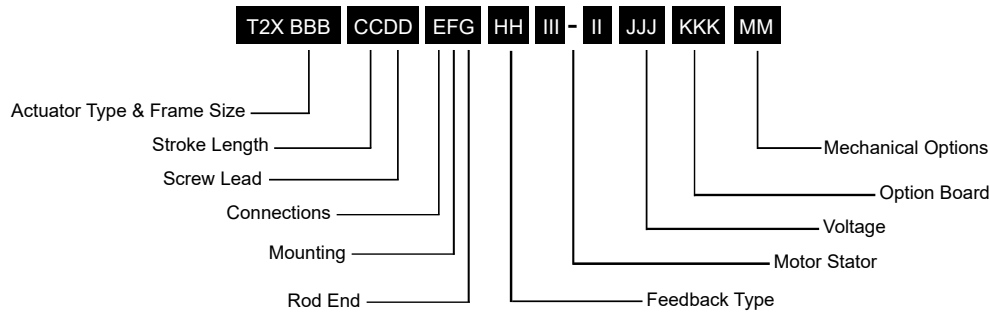 T2X BBB CCDD EFG HH III - II JJJ KKK MM
Actuator Type & Frame Size
Stroke Length
Mechanical Options
Screw Lead
Option Board
Connections
Voltage
Mounting
Motor Stator
Rod End
Feedback Type